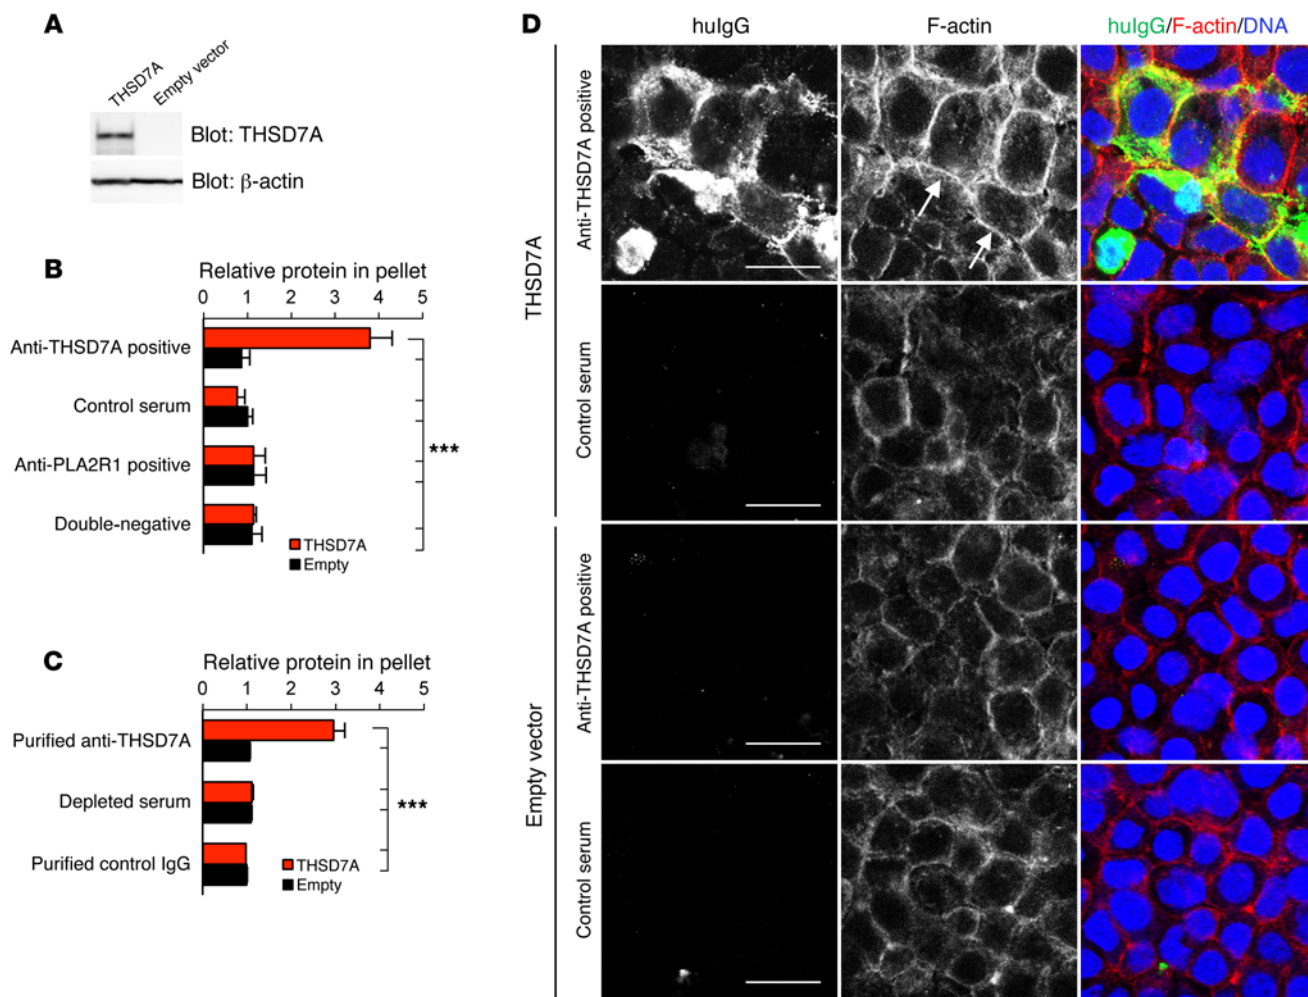 A
THSD7A
Empty vector
Blot: THSD7A
Blot: β-actin
B
Relative protein in pellet
0 1 2 3 4 5
Anti-THSD7A positive
Control serum
Anti-PLA2R1 positive
Double-negative
***
THSD7A
Empty
C
Relative protein in pellet
0 1 2 3 4 5
Purified anti-THSD7A
Depleted serum
Purified control IgG
***
THSD7A
Empty
D
huIgG
F-actin
huIgG/F-actin/DNA
THSD7A
Anti-THSD7A positive
Control serum
Empty vector
Anti-THSD7A positive
Control serum